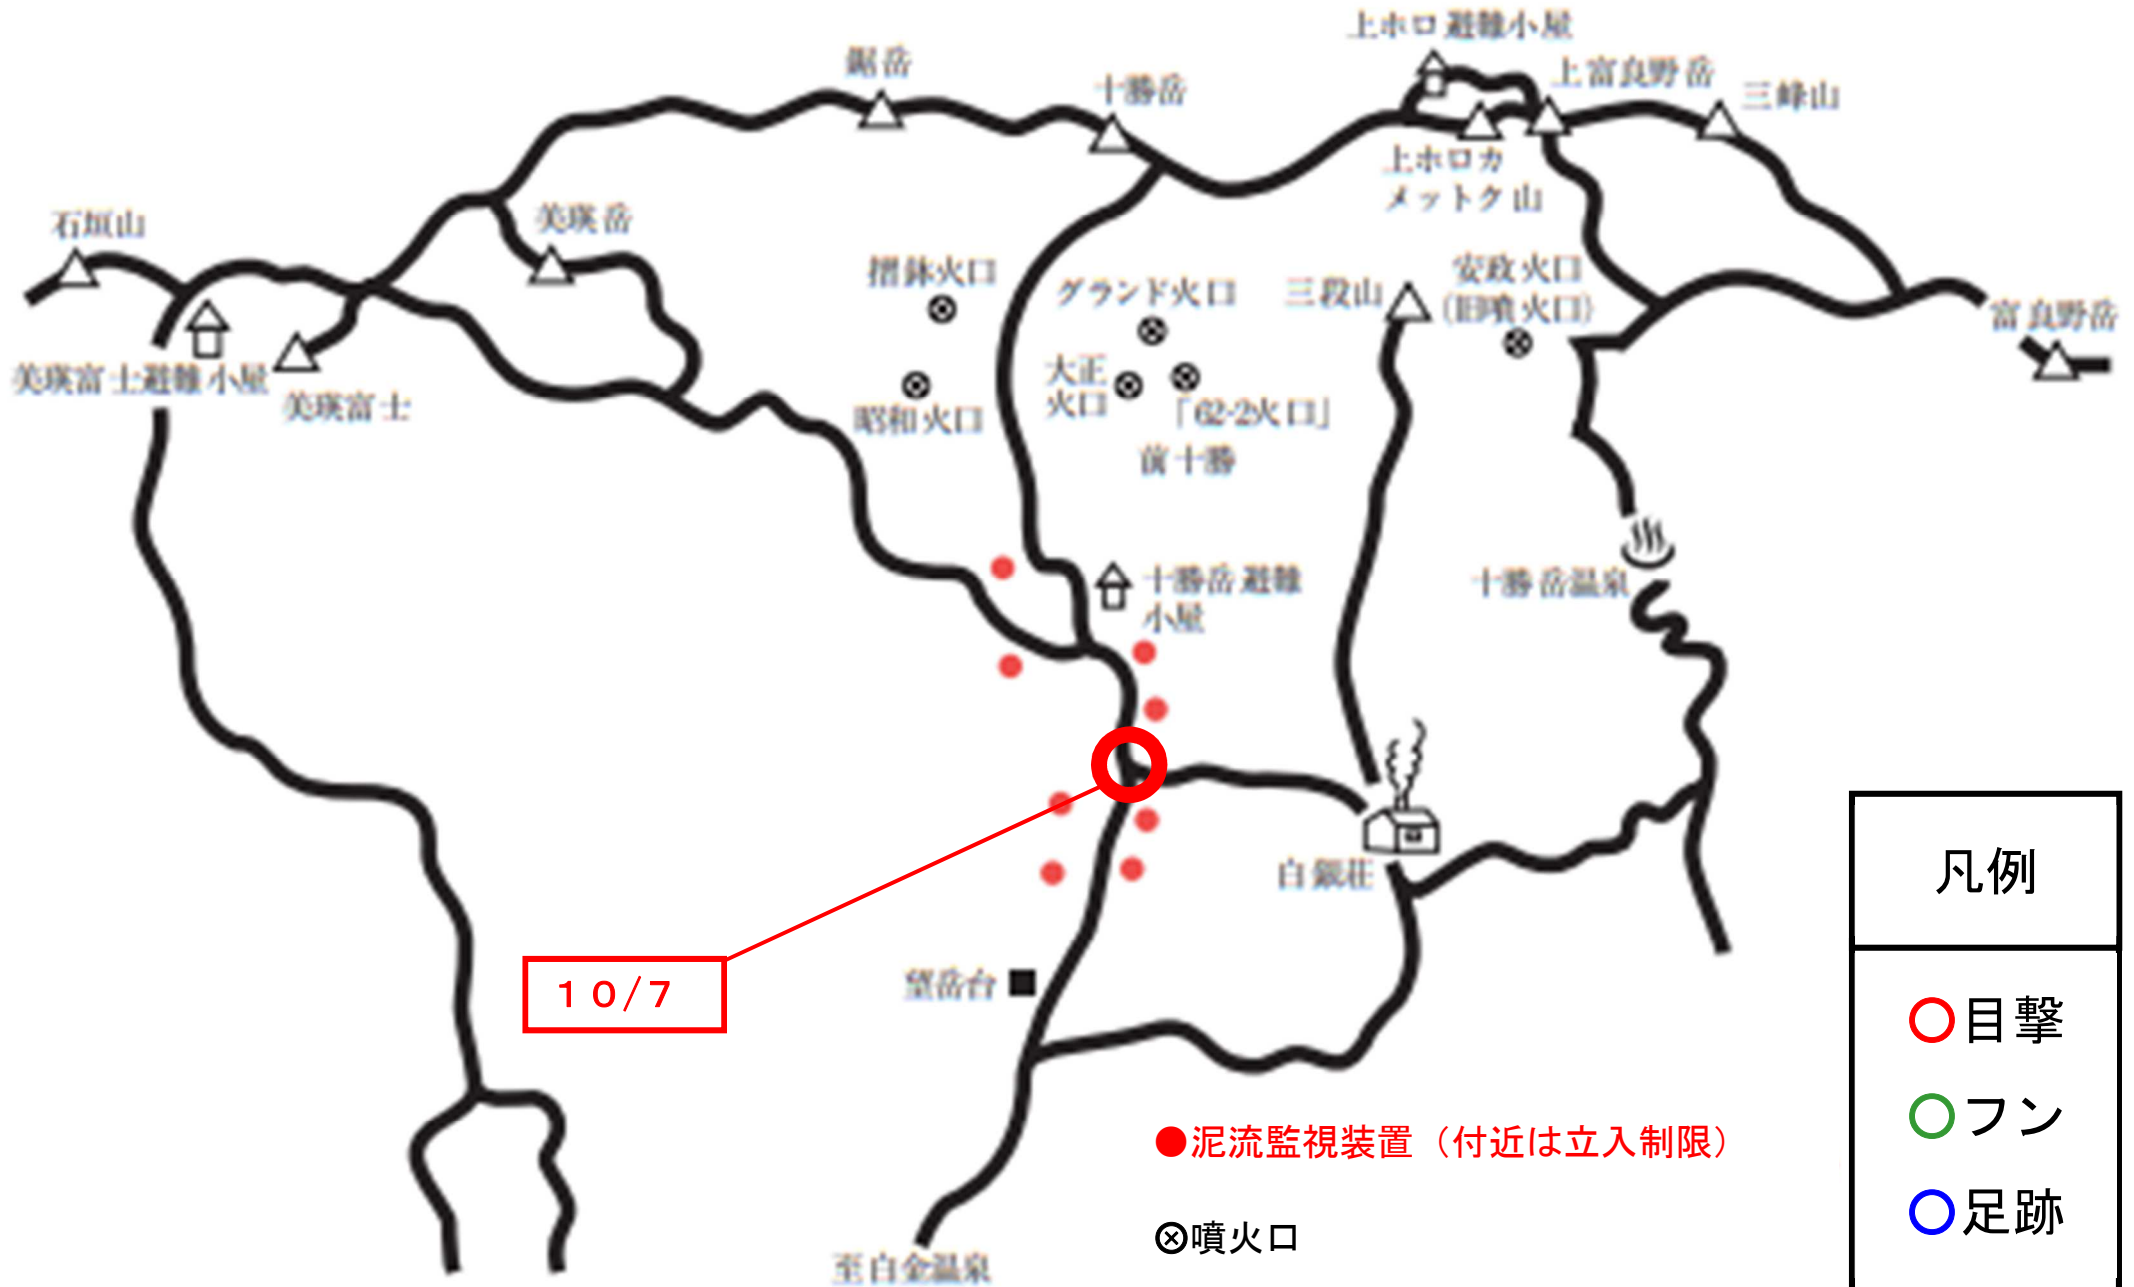 上ホロ避難小屋
鋸岳
十勝岳
上富良野岳
三峰山
上ホロカ
メットク山
石垣山
美瑛岳
摺鉢火口
グランド火口
三段山
安政火口
(旧噴火口)
富良野岳
美瑛富士避難小屋
美瑛富士
昭和火口
大正
火口
「62-2火口」
前十勝
十勝岳避難
小屋
十勝岳温泉
白銀荘
凡例
10/7
望岳台
目撃
フン
足跡
泥流監視装置（付近は立入制限）
噴火口
至白金温泉